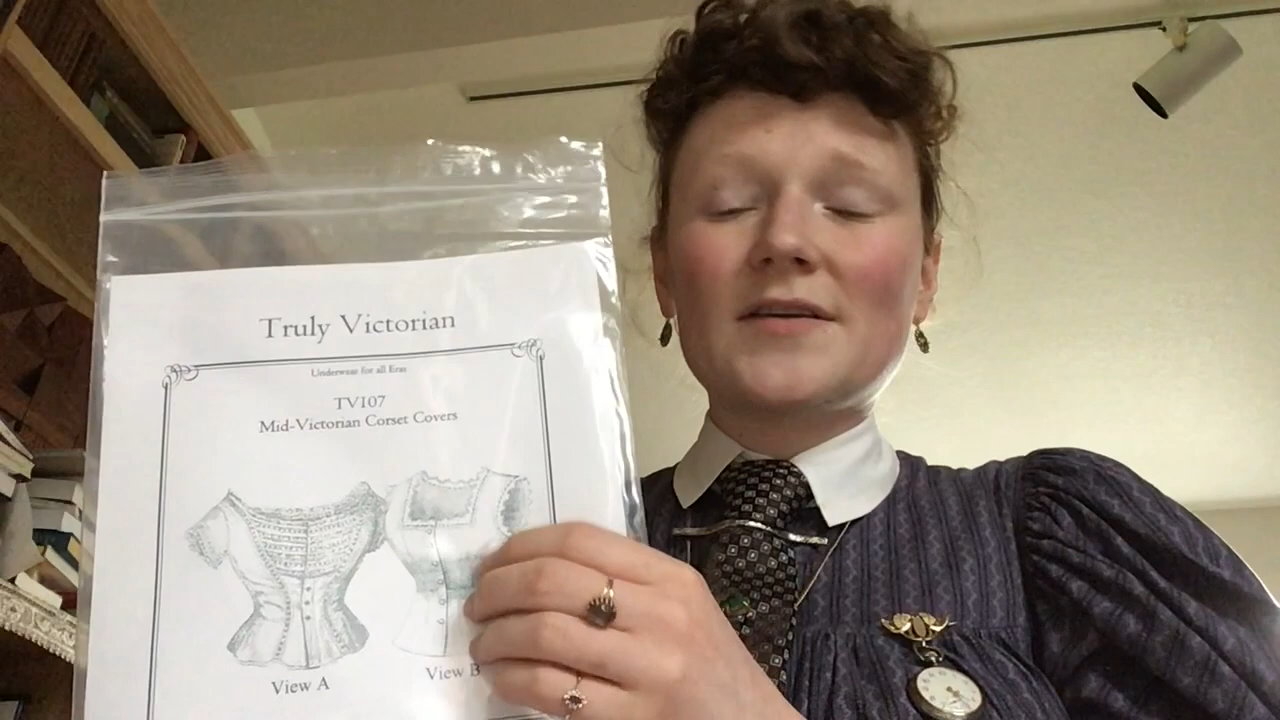 Truly Victorian
Underwear for all Eras
TV107
Mid-Victorian Corset Covers
View A
View B